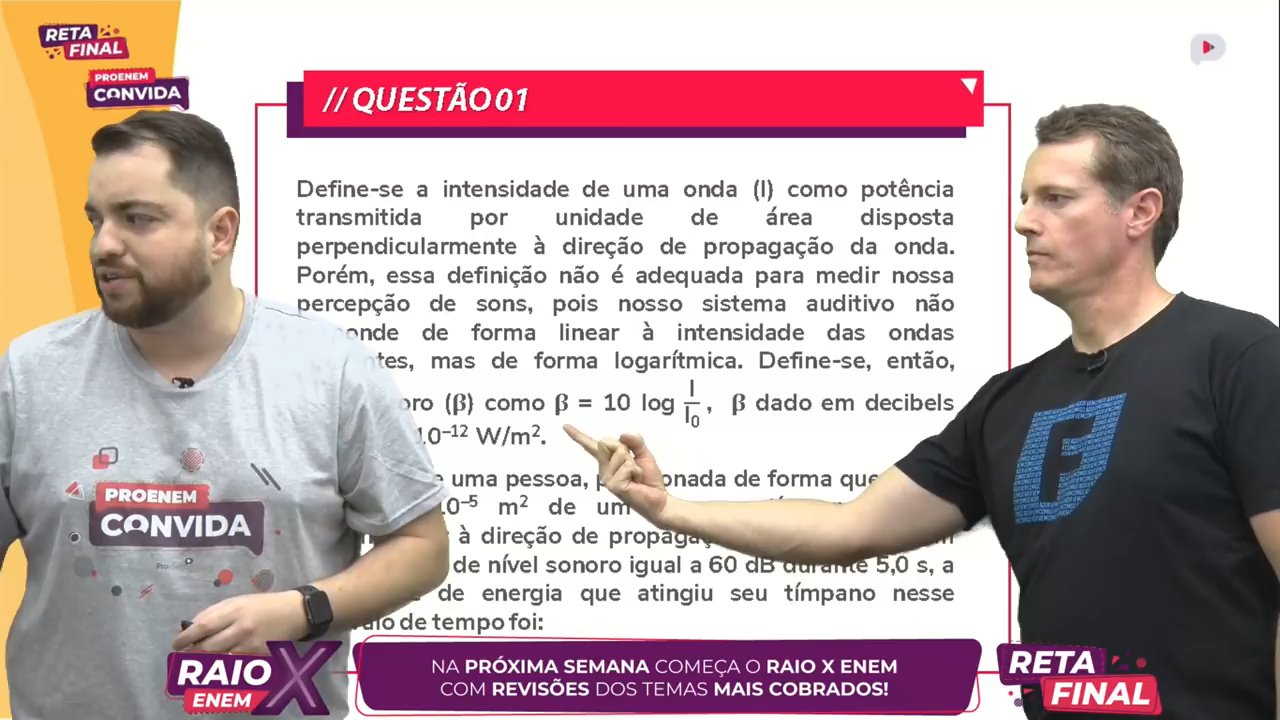 RETA
FINAL
PROENEM
CONVIDA
// QUESTÃO 01
Define-se a intensidade de uma onda (I) como potência
transmitida por unidade de área disposta
perpendicularmente à direção de propagação da onda.
Porém, essa definição não é adequada para medir nossa
percepção de sons, pois nosso sistema auditivo não
onde de forma linear à intensidade das ondas
ntes, mas de forma logarítmica. Define-se, então,
oro (β) como β = 10 log I/I₀ , β dado em decibels
10⁻¹² W/m².
uma pessoa, onada de forma que
10⁻⁵ m² de um
à direção de propaga
de nível sonoro igual a 60 dB durante 5,0 s, a
de energia que atingiu seu tímpano nesse
de tempo foi:
PROENEM
CONVIDA
RAIO X
ENEM
NA PRÓXIMA SEMANA COMEÇA O RAIO X ENEM
COM REVISÕES DOS TEMAS MAIS COBRADOS!
RETA
FINAL